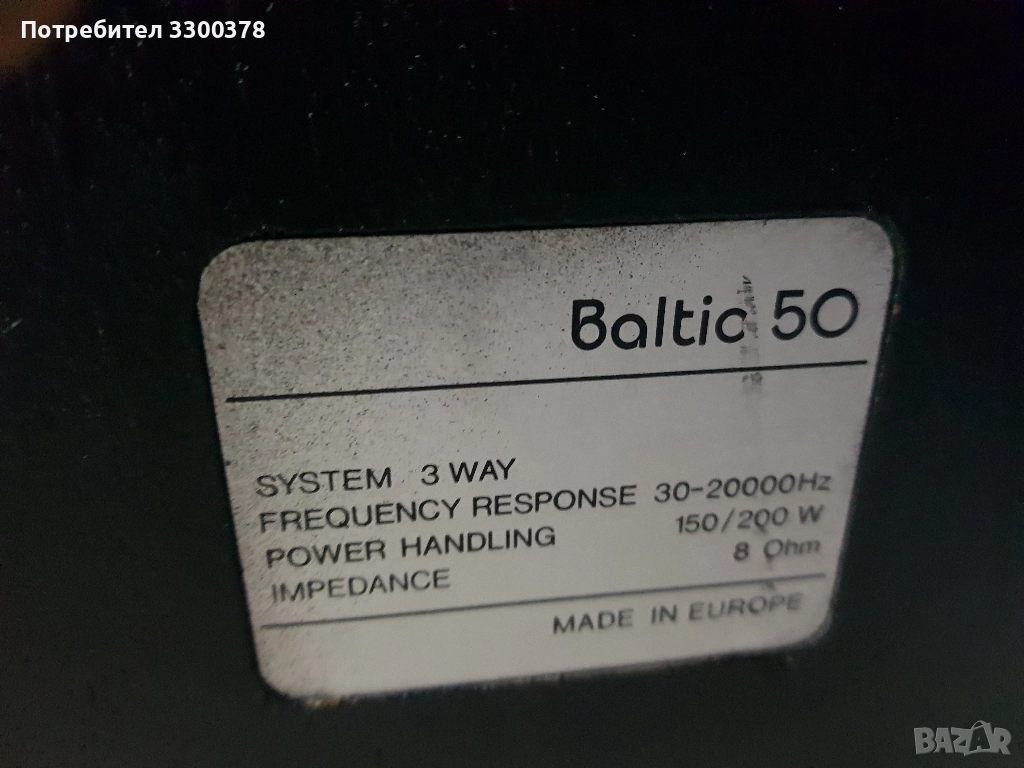 Потребител 3300378
Baltic 50
SYSTEM 3 WAY
FREQUENCY RESPONSE 30-20000Hz
POWER HANDLING 150/200 W
IMPEDANCE 8 Ohm
MADE IN EUROPE
BAZAR